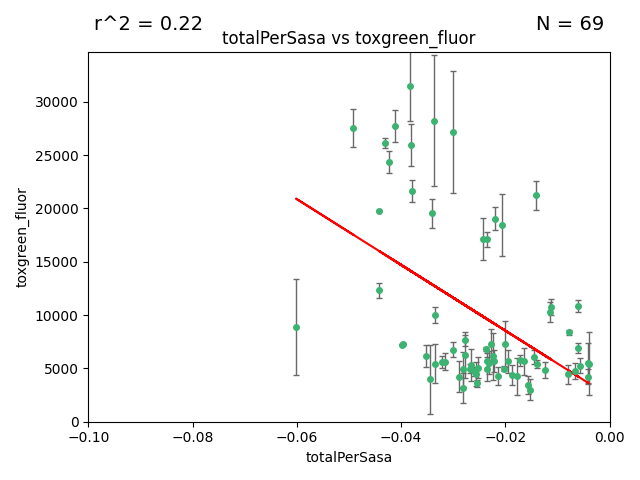 r^2 = 0.22
N = 69
totalPerSasa vs toxgreen_fluor
30000
25000
20000
15000
10000
5000
0
toxgreen_fluor
−0.10
−0.08
−0.06
−0.04
−0.02
0.00
totalPerSasa